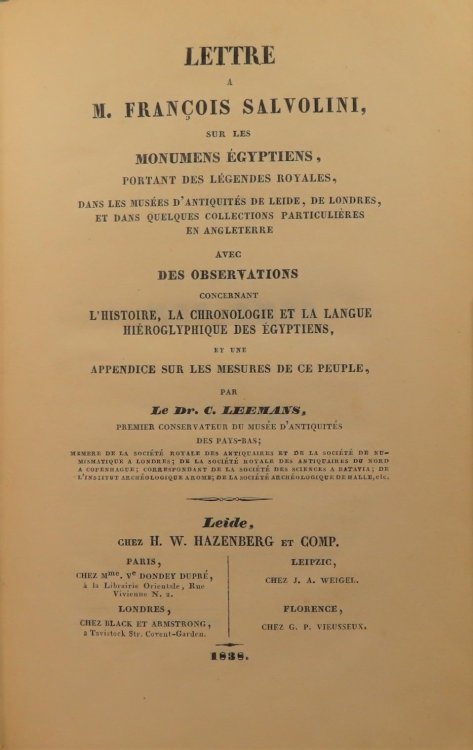 LETTRE
A
M. FRANÇOIS SALVOLINI,
SUR LES
MONUMENS ÉGYPTIENS,
PORTANT DES LÉGENDES ROYALES,
DANS LES MUSÉES D'ANTIQUITÉS DE LEIDE, DE LONDRES,
ET DANS QUELQUES COLLECTIONS PARTICULIÈRES
EN ANGLETERRE
AVEC
DES OBSERVATIONS
CONCERNANT
L'HISTOIRE, LA CHRONOLOGIE ET LA LANGUE
HIÉROGLYPHIQUE DES ÉGYPTIENS,
ET UNE
APPENDICE SUR LES MESURES DE CE PEUPLE,
PAR
Le Dr. C. LEEMANS,
PREMIER CONSERVATEUR DU MUSÉE D'ANTIQUITÉS
DES PAYS-BAS;
MEMBRE DE LA SOCIÉTÉ ROYALE DES ANTIQUAIRES ET DE LA SOCIÉTÉ DE NU-
MISMATIQUE A LONDRES; DE LA SOCIÉTÉ ROYALE DES ANTIQUAIRES DU NORD
A COPENHAGUE; CORRESPONDANT DE LA SOCIÉTÉ DES SCIENCES A BATAVIA; DE
L'INSTITUT ARCHÉOLOGIQUE A ROME; DE LA SOCIÉTÉ ARCHÉOLOGIQUE DE HALLE, etc.
Leide,
CHEZ H. W. HAZENBERG ET COMP.
PARIS,
CHEZ Mme. Ve DONDEY DUPRÉ,
à la Librairie Orientale, Rue
Vivienne N. 2.
LONDRES,
CHEZ BLACK ET ARMSTRONG,
2 Tavistock Str. Covent-Garden.
LEIPZIC,
CHEZ J. A. WEIGEL.
FLORENCE,
CHEZ G. P. VIEUSSEUX.
1838.